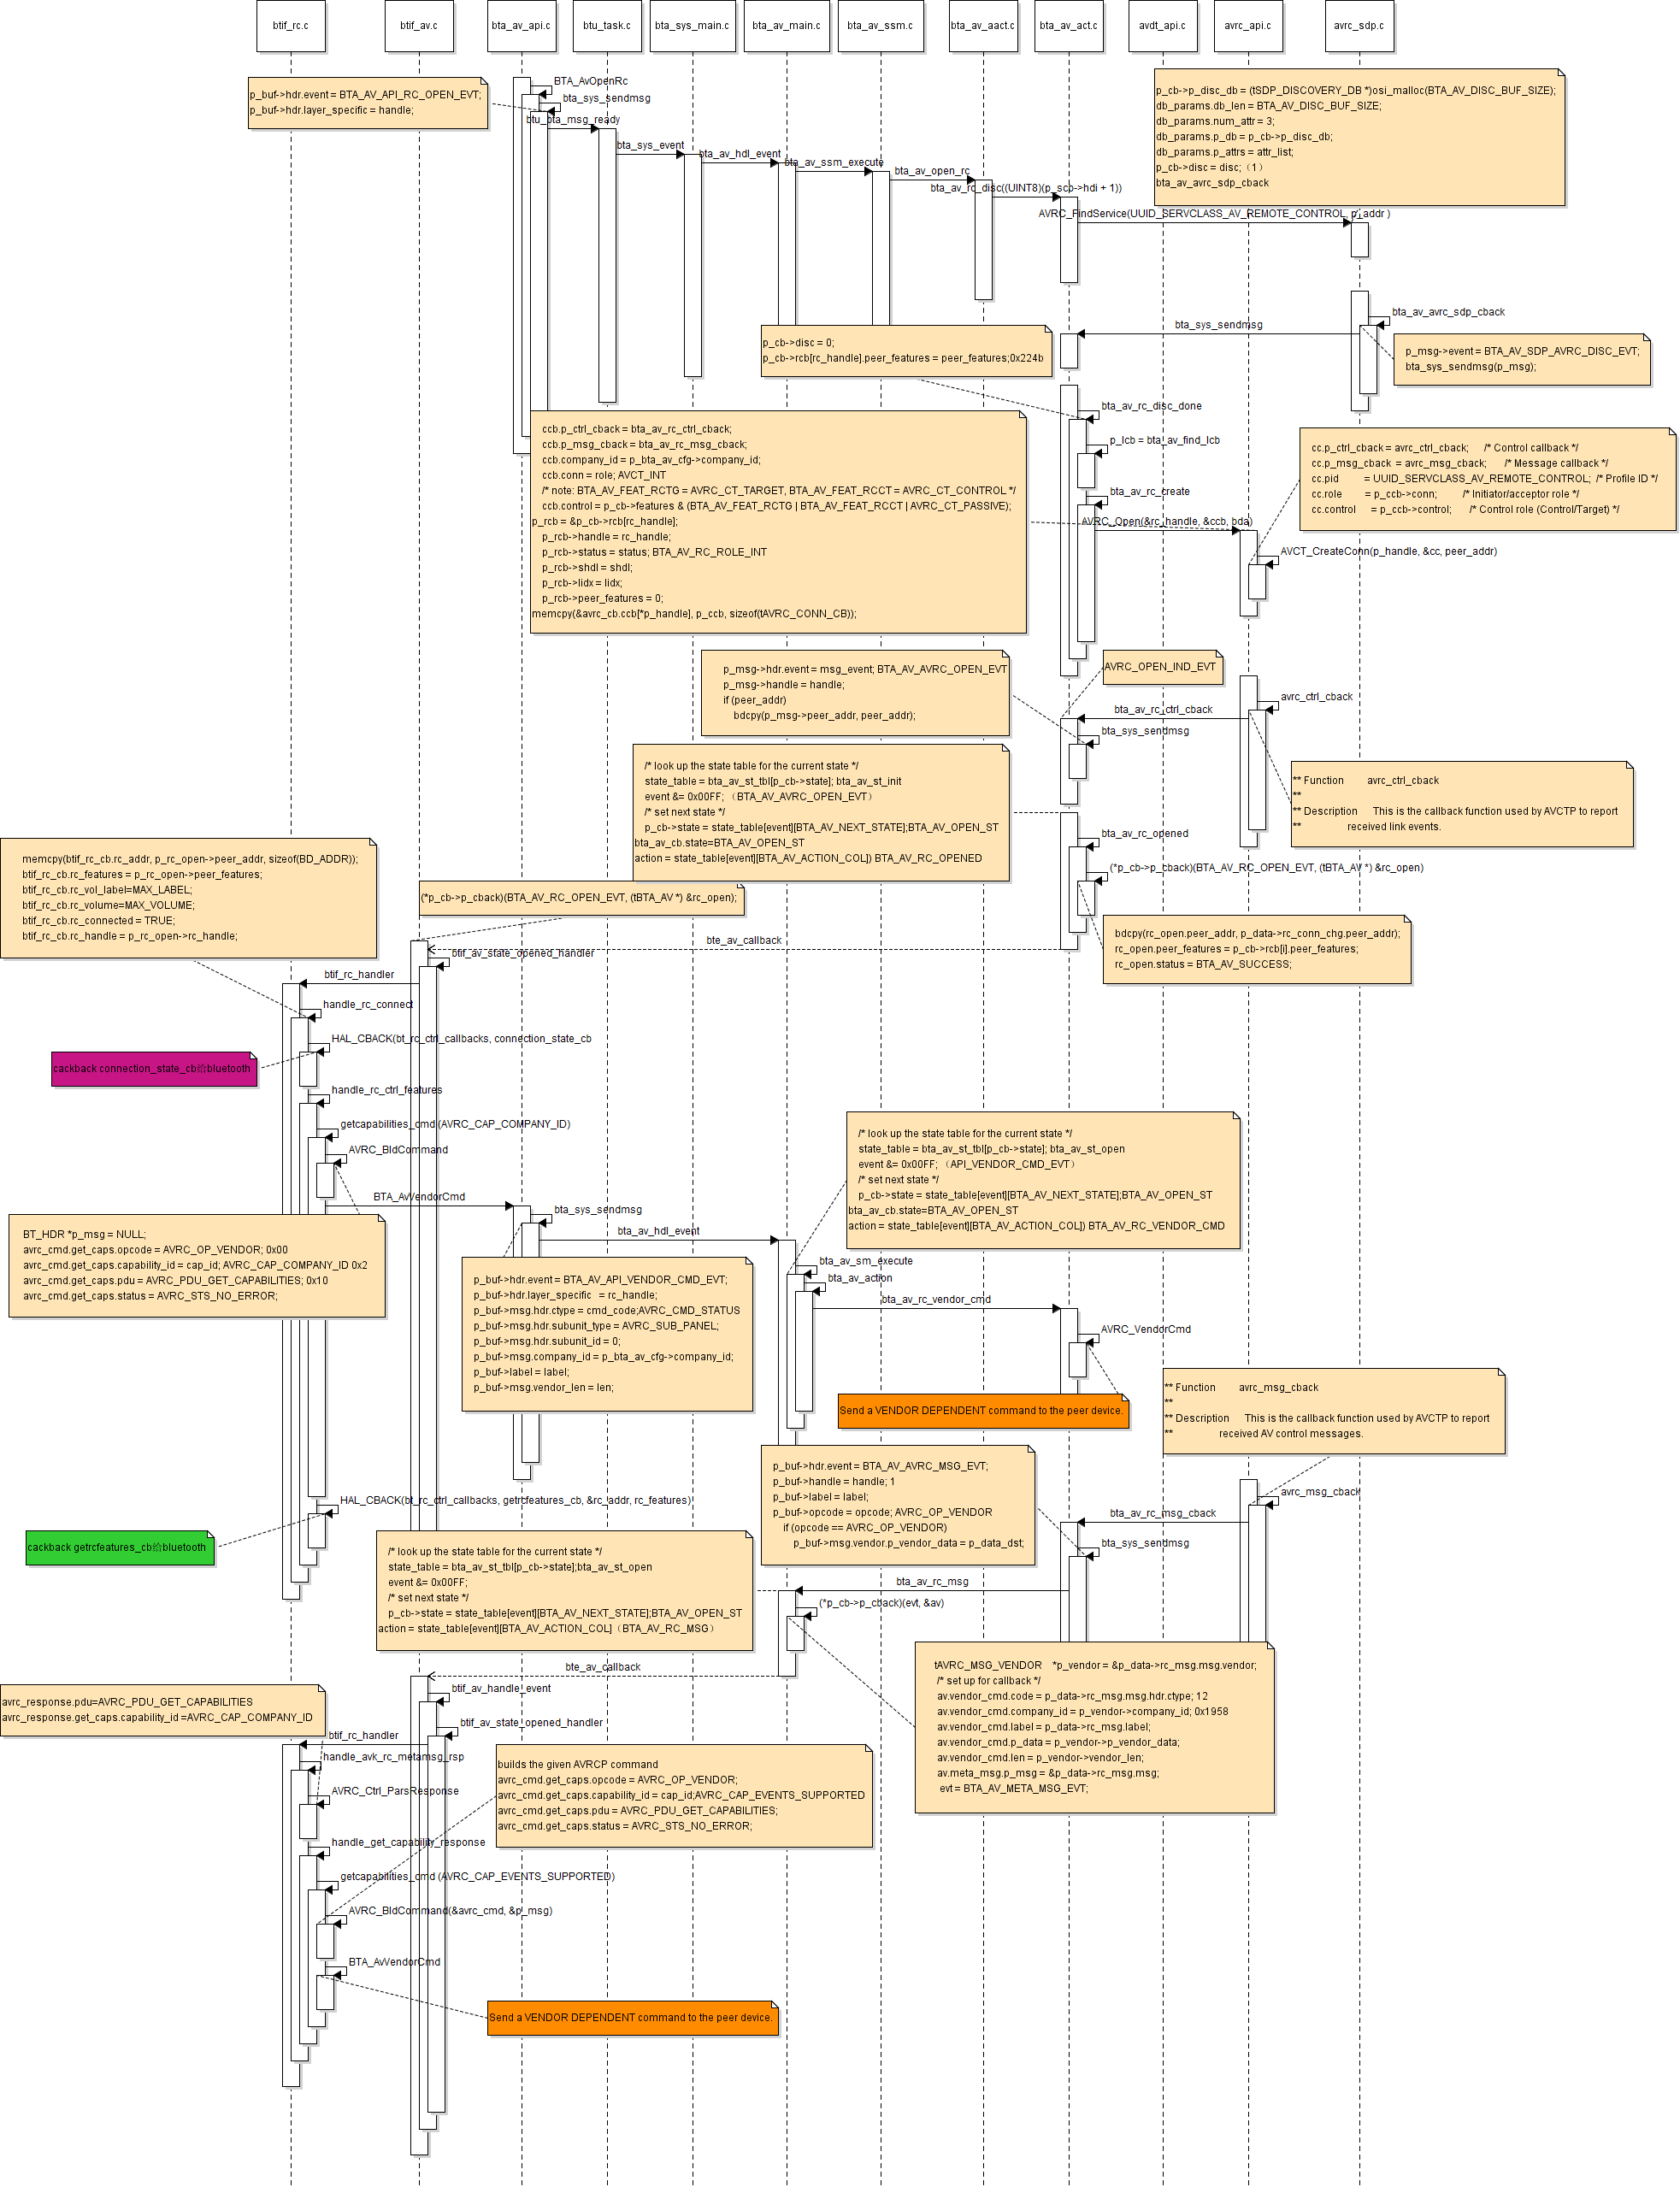 btif_rc.c
btif_av.c
bta_av_api.c
btu_task.c
bta_sys_main.c
bta_av_main.c
bta_av_ssm.c
bta_av_aact.c
bta_av_act.c
avdt_api.c
avrc_api.c
avrc_sdp.c
BTA_AvOpenRc
p_buf->hdr.event = BTA_AV_API_RC_OPEN_EVT;
p_buf->hdr.layer_specific = handle;
bta_sys_sendmsg
btu_bta_msg_ready
bta_sys_event
bta_av_hdl_event
bta_av_ssm_execute
bta_av_open_rc
bta_av_rc_disc((UINT8)(p_scb->hdi + 1))
p_cb->p_disc_db = (tSDP_DISCOVERY_DB *)osi_malloc(BTA_AV_DISC_BUF_SIZE);
db_params.db_len = BTA_AV_DISC_BUF_SIZE;
db_params.num_attr = 3;
db_params.p_db = p_cb->p_disc_db;
db_params.p_attrs = attr_list;
p_cb->disc = disc;（1）
bta_av_avrc_sdp_cback
AVRC_FindService(UUID_SERVCLASS_AV_REMOTE_CONTROL, p_addr )
bta_av_avrc_sdp_cback
bta_sys_sendmsg
p_msg->event = BTA_AV_SDP_AVRC_DISC_EVT;
bta_sys_sendmsg(p_msg);
p_cb->disc = 0;
p_cb->rcb[rc_handle].peer_features = peer_features;0x224b
bta_av_rc_disc_done
p_lcb = bta_av_find_lcb
bta_av_rc_create
AVRC_Open(&rc_handle, &ccb, bda)
ccb.p_ctrl_cback = bta_av_rc_ctrl_cback;
ccb.p_msg_cback = bta_av_rc_msg_cback;
ccb.company_id = p_bta_av_cfg->company_id;
ccb.conn = role; AVCT_INT
/* note: BTA_AV_FEAT_RCTG = AVRC_CT_TARGET, BTA_AV_FEAT_RCCT = AVRC_CT_CONTROL */
ccb.control = p_cb->features & (BTA_AV_FEAT_RCTG | BTA_AV_FEAT_RCCT | AVRC_CT_PASSIVE);
p_rcb = &p_cb->rcb[rc_handle];
p_rcb->handle = rc_handle;
p_rcb->status = status; BTA_AV_RC_ROLE_INT
p_rcb->shdl = shdl;
p_rcb->lidx = lidx;
p_rcb->peer_features = 0;
memcpy(&avrc_cb.ccb[*p_handle], p_ccb, sizeof(tAVRC_CONN_CB));
cc.p_ctrl_cback = avrc_ctrl_cback; /* Control callback */
cc.p_msg_cback = avrc_msg_cback; /* Message callback */
cc.pid = UUID_SERVCLASS_AV_REMOTE_CONTROL; /* Profile ID */
cc.role = p_ccb->conn; /* Initiator/acceptor role */
cc.control = p_ccb->control; /* Control role (Control/Target) */
AVCT_CreateConn(p_handle, &cc, peer_addr)
p_msg->hdr.event = msg_event; BTA_AV_AVRC_OPEN_EVT
p_msg->handle = handle;
if (peer_addr)
bdcpy(p_msg->peer_addr, peer_addr);
AVRC_OPEN_IND_EVT
avrc_ctrl_cback
bta_av_rc_ctrl_cback
bta_sys_sendmsg
** Function avrc_ctrl_cback
**
** Description This is the callback function used by AVCTP to report
** received link events.
/* look up the state table for the current state */
state_table = bta_av_st_tbl[p_cb->state]; bta_av_st_init
event &= 0x00FF; （BTA_AV_AVRC_OPEN_EVT）
/* set next state */
p_cb->state = state_table[event][BTA_AV_NEXT_STATE];BTA_AV_OPEN_ST
bta_av_cb.state=BTA_AV_OPEN_ST
action = state_table[event][BTA_AV_ACTION_COL]) BTA_AV_RC_OPENED
bta_av_rc_opened
(*p_cb->p_cback)(BTA_AV_RC_OPEN_EVT, (tBTA_AV *) &rc_open)
memcpy(btif_rc_cb.rc_addr, p_rc_open->peer_addr, sizeof(BD_ADDR));
btif_rc_cb.rc_features = p_rc_open->peer_features;
btif_rc_cb.rc_vol_label=MAX_LABEL;
btif_rc_cb.rc_volume=MAX_VOLUME;
btif_rc_cb.rc_connected = TRUE;
btif_rc_cb.rc_handle = p_rc_open->rc_handle;
(*p_cb->p_cback)(BTA_AV_RC_OPEN_EVT, (tBTA_AV *) &rc_open);
bdcpy(rc_open.peer_addr, p_data->rc_conn_chg.peer_addr);
rc_open.peer_features = p_cb->rcb[i].peer_features;
rc_open.status = BTA_AV_SUCCESS;
bte_av_callback
btif_av_state_opened_handler
btif_rc_handler
handle_rc_connect
HAL_CBACK(bt_rc_ctrl_callbacks, connection_state_cb
cackback connection_state_cb给bluetooth
handle_rc_ctrl_features
getcapabilities_cmd (AVRC_CAP_COMPANY_ID)
AVRC_BldCommand
BTA_AvVendorCmd
BT_HDR *p_msg = NULL;
avrc_cmd.get_caps.opcode = AVRC_OP_VENDOR; 0x00
avrc_cmd.get_caps.capability_id = cap_id; AVRC_CAP_COMPANY_ID 0x2
avrc_cmd.get_caps.pdu = AVRC_PDU_GET_CAPABILITIES; 0x10
avrc_cmd.get_caps.status = AVRC_STS_NO_ERROR;
bta_sys_sendmsg
bta_av_hdl_event
/* look up the state table for the current state */
state_table = bta_av_st_tbl[p_cb->state]; bta_av_st_open
event &= 0x00FF; （API_VENDOR_CMD_EVT）
/* set next state */
p_cb->state = state_table[event][BTA_AV_NEXT_STATE];BTA_AV_OPEN_ST
bta_av_cb.state=BTA_AV_OPEN_ST
action = state_table[event][BTA_AV_ACTION_COL]) BTA_AV_RC_VENDOR_CMD
bta_av_sm_execute
bta_av_action
p_buf->hdr.event = BTA_AV_API_VENDOR_CMD_EVT;
p_buf->hdr.layer_specific = rc_handle;
p_buf->msg.hdr.ctype = cmd_code;AVRC_CMD_STATUS
p_buf->msg.hdr.subunit_type = AVRC_SUB_PANEL;
p_buf->msg.hdr.subunit_id = 0;
p_buf->msg.company_id = p_bta_av_cfg->company_id;
p_buf->label = label;
p_buf->msg.vendor_len = len;
bta_av_rc_vendor_cmd
AVRC_VendorCmd
Send a VENDOR DEPENDENT command to the peer device.
** Function avrc_msg_cback
**
** Description This is the callback function used by AVCTP to report
** received AV control messages.
p_buf->hdr.event = BTA_AV_AVRC_MSG_EVT;
p_buf->handle = handle; 1
p_buf->label = label;
p_buf->opcode = opcode; AVRC_OP_VENDOR
if (opcode == AVRC_OP_VENDOR)
p_buf->msg.vendor.p_vendor_data = p_data_dst;
avrc_msg_cback
bta_av_rc_msg_cback
bta_sys_sendmsg
HAL_CBACK(bt_rc_ctrl_callbacks, getrcfeatures_cb, &rc_addr, rc_features)
cackback getrcfeatures_cb给bluetooth
/* look up the state table for the current state */
state_table = bta_av_st_tbl[p_cb->state];bta_av_st_open
event &= 0x00FF;
/* set next state */
p_cb->state = state_table[event][BTA_AV_NEXT_STATE];BTA_AV_OPEN_ST
action = state_table[event][BTA_AV_ACTION_COL]（BTA_AV_RC_MSG）
bta_av_rc_msg
(*p_cb->p_cback)(evt, &av)
tAVRC_MSG_VENDOR *p_vendor = &p_data->rc_msg.msg.vendor;
/* set up for callback */
av.vendor_cmd.code = p_data->rc_msg.msg.hdr.ctype; 12
av.vendor_cmd.company_id = p_vendor->company_id; 0x1958
av.vendor_cmd.label = p_data->rc_msg.label;
av.vendor_cmd.p_data = p_vendor->p_vendor_data;
av.vendor_cmd.len = p_vendor->vendor_len;
av.meta_msg.p_msg = &p_data->rc_msg.msg;
evt = BTA_AV_META_MSG_EVT;
bte_av_callback
btif_av_handle_event
btif_av_state_opened_handler
avrc_response.pdu=AVRC_PDU_GET_CAPABILITIES
avrc_response.get_caps.capability_id =AVRC_CAP_COMPANY_ID
btif_rc_handler
handle_avk_rc_metamsg_rsp
AVRC_Ctrl_ParsResponse
builds the given AVRCP command
avrc_cmd.get_caps.opcode = AVRC_OP_VENDOR;
avrc_cmd.get_caps.capability_id = cap_id;AVRC_CAP_EVENTS_SUPPORTED
avrc_cmd.get_caps.pdu = AVRC_PDU_GET_CAPABILITIES;
avrc_cmd.get_caps.status = AVRC_STS_NO_ERROR;
handle_get_capability_response
getcapabilities_cmd (AVRC_CAP_EVENTS_SUPPORTED)
AVRC_BldCommand(&avrc_cmd, &p_msg)
BTA_AvVendorCmd
Send a VENDOR DEPENDENT command to the peer device.